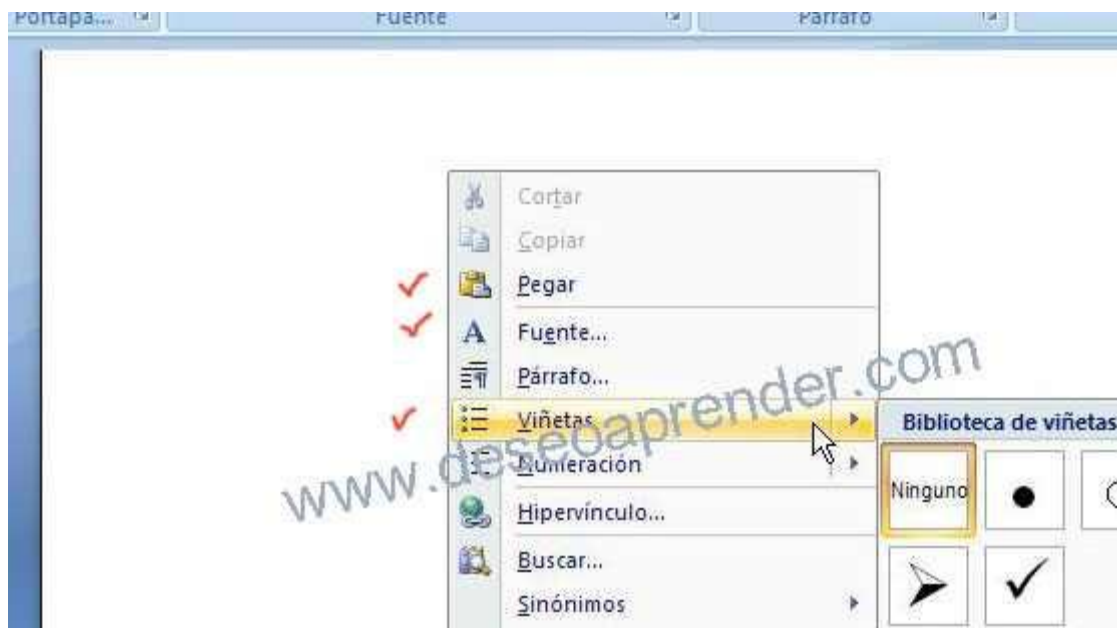 Portapa... Fuente Párrafo
Cortar
Copiar
Pegar
Fuente...
Párrafo...
Viñetas
Numeración
Hipervínculo...
Buscar...
Sinónimos
Biblioteca de viñetas
Ninguno
www.deseoaprender.com